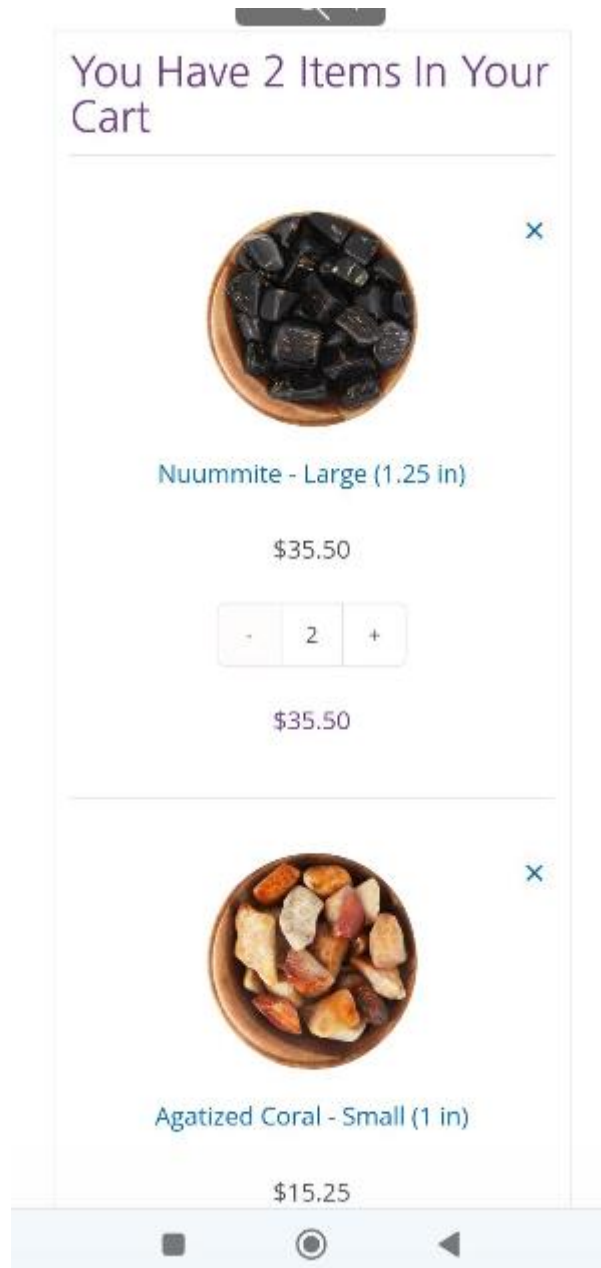 You Have 2 Items In Your
Cart
×
Nuummite - Large (1.25 in)
$35.50
- 2 +
$35.50
×
Agatized Coral - Small (1 in)
$15.25